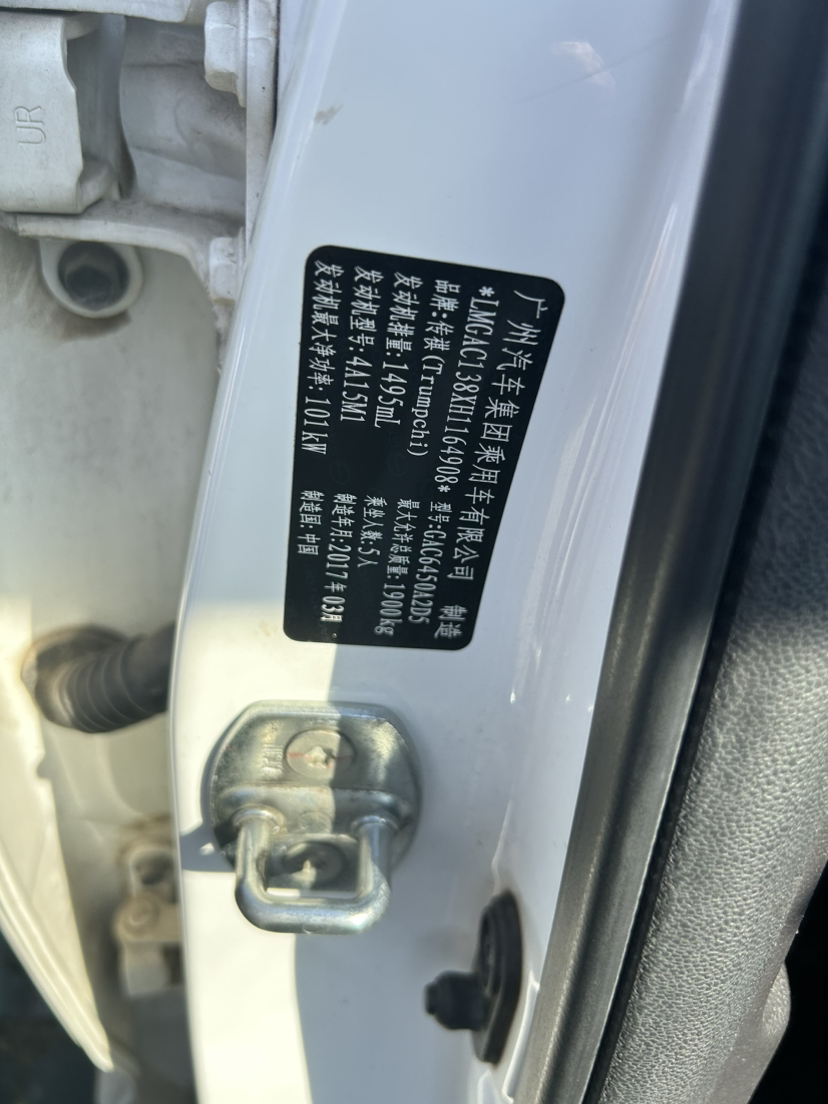 广州汽车集团乘用车有限公司 制造
*LMGAC138XH1164908* 型号:GAC6450A2D5
品牌:传祺(Trumpchi) 最大允许总质量:1900kg
发动机排量:1495mL 乘坐人数:5人
发动机型号:4A15M1 制造年月:2017年03月
发动机最大净功率:101kW 制造国:中国
UR